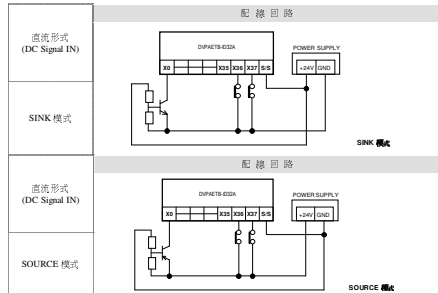 配 線 回 路
直流形式
(DC Signal IN)
SINK 模式
DVPAETB-ID32A
X0 X35 X36 X37 S/S
POWER SUPPLY
+24V GND
SINK 模式
配 線 回 路
直流形式
(DC Signal IN)
SOURCE 模式
DVPAETB-ID32A
X0 X35 X36 X37 S/S
POWER SUPPLY
+24V GND
SOURCE 模式